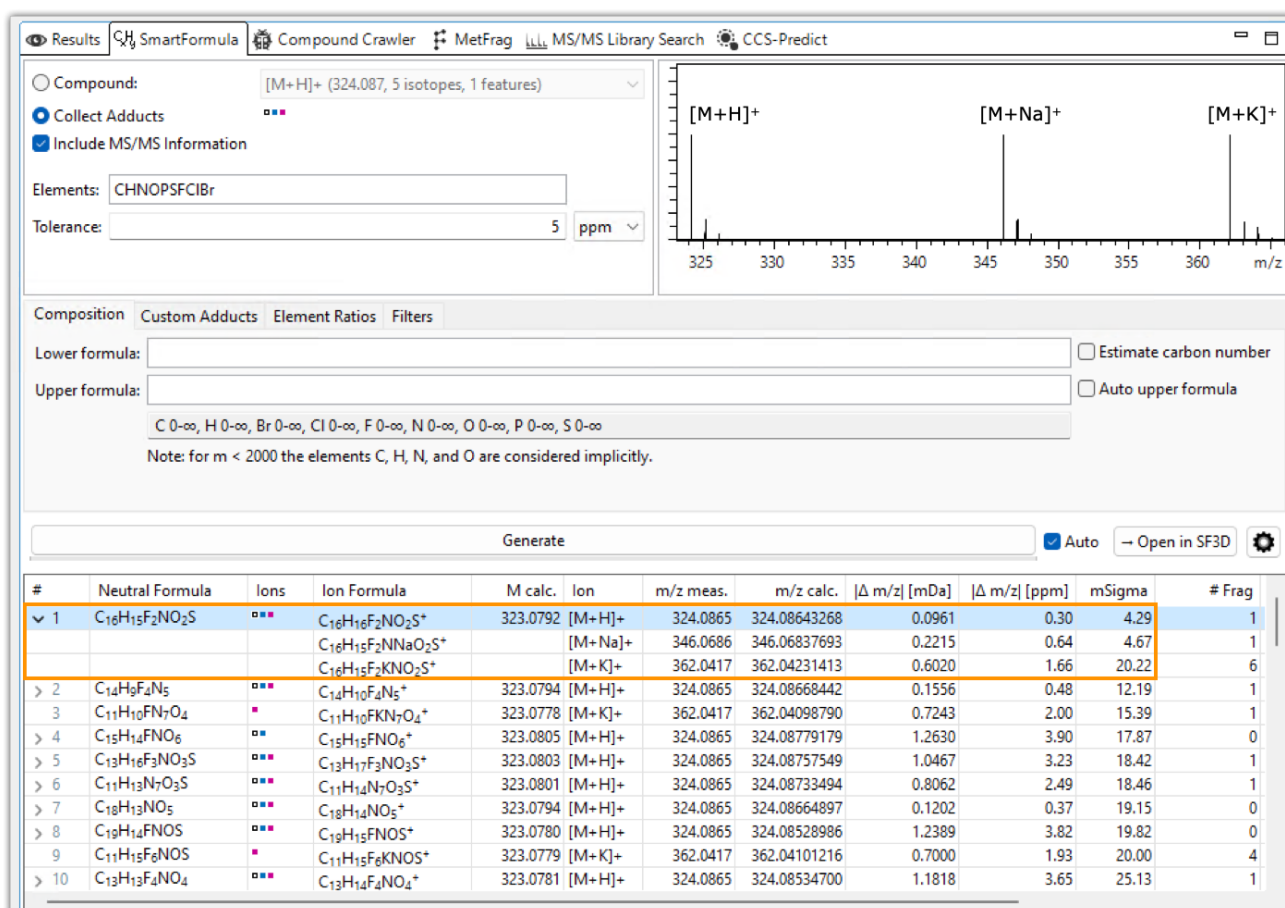 Results SmartFormula Compound Crawler MetFrag MS/MS Library Search CCS-Predict
Compound: [M+H]+ (324.087, 5 isotopes, 1 features)
Collect Adducts
Include MS/MS Information
Elements: CHNOPSFClBr
Tolerance: 5 ppm
[M+H]⁺ [M+Na]⁺ [M+K]⁺
325 330 335 340 345 350 355 360 m/z
Composition Custom Adducts Element Ratios Filters
Lower formula: Estimate carbon number
Upper formula: Auto upper formula
C 0-∞, H 0-∞, Br 0-∞, Cl 0-∞, F 0-∞, N 0-∞, O 0-∞, P 0-∞, S 0-∞
Note: for m < 2000 the elements C, H, N, and O are considered implicitly.
Generate Auto → Open in SF3D
# Neutral Formula Ions Ion Formula M calc. Ion m/z meas. m/z calc. |Δ m/z| [mDa] |Δ m/z| [ppm] mSigma # Frag
1 C₁₆H₁₅F₂NO₂S C₁₆H₁₆F₂NO₂S⁺ 323.0792 [M+H]+ 324.0865 324.08643268 0.0961 0.30 4.29 1
C₁₆H₁₅F₂NNaO₂S⁺ [M+Na]+ 346.0686 346.06837693 0.2215 0.64 4.67 1
C₁₆H₁₅F₂KNO₂S⁺ [M+K]+ 362.0417 362.04231413 0.6020 1.66 20.22 6
2 C₁₄H₉F₄N₅ C₁₄H₁₀F₄N₅⁺ 323.0794 [M+H]+ 324.0865 324.08668442 0.1556 0.48 12.19 1
3 C₁₁H₁₀FN₇O₄ C₁₁H₁₀FKN₇O₄⁺ 323.0778 [M+K]+ 362.0417 362.04098790 0.7243 2.00 15.39 1
4 C₁₅H₁₄FNO₆ C₁₅H₁₅FNO₆⁺ 323.0805 [M+H]+ 324.0865 324.08779179 1.2630 3.90 17.87 0
5 C₁₃H₁₆F₃NO₃S C₁₃H₁₇F₃NO₃S⁺ 323.0803 [M+H]+ 324.0865 324.08757549 1.0467 3.23 18.42 1
6 C₁₁H₁₃N₇O₃S C₁₁H₁₄N₇O₃S⁺ 323.0801 [M+H]+ 324.0865 324.08733494 0.8062 2.49 18.46 1
7 C₁₈H₁₃NO₅ C₁₈H₁₄NO₅⁺ 323.0794 [M+H]+ 324.0865 324.08664897 0.1202 0.37 19.15 0
8 C₁₉H₁₄FNOS C₁₉H₁₅FNOS⁺ 323.0780 [M+H]+ 324.0865 324.08528986 1.2389 3.82 19.82 0
9 C₁₁H₁₅F₆NOS C₁₁H₁₅F₆KNOS⁺ 323.0779 [M+K]+ 362.0417 362.04101216 0.7000 1.93 20.00 4
10 C₁₃H₁₃F₄NO₄ C₁₃H₁₄F₄NO₄⁺ 323.0781 [M+H]+ 324.0865 324.08534700 1.1818 3.65 25.13 1